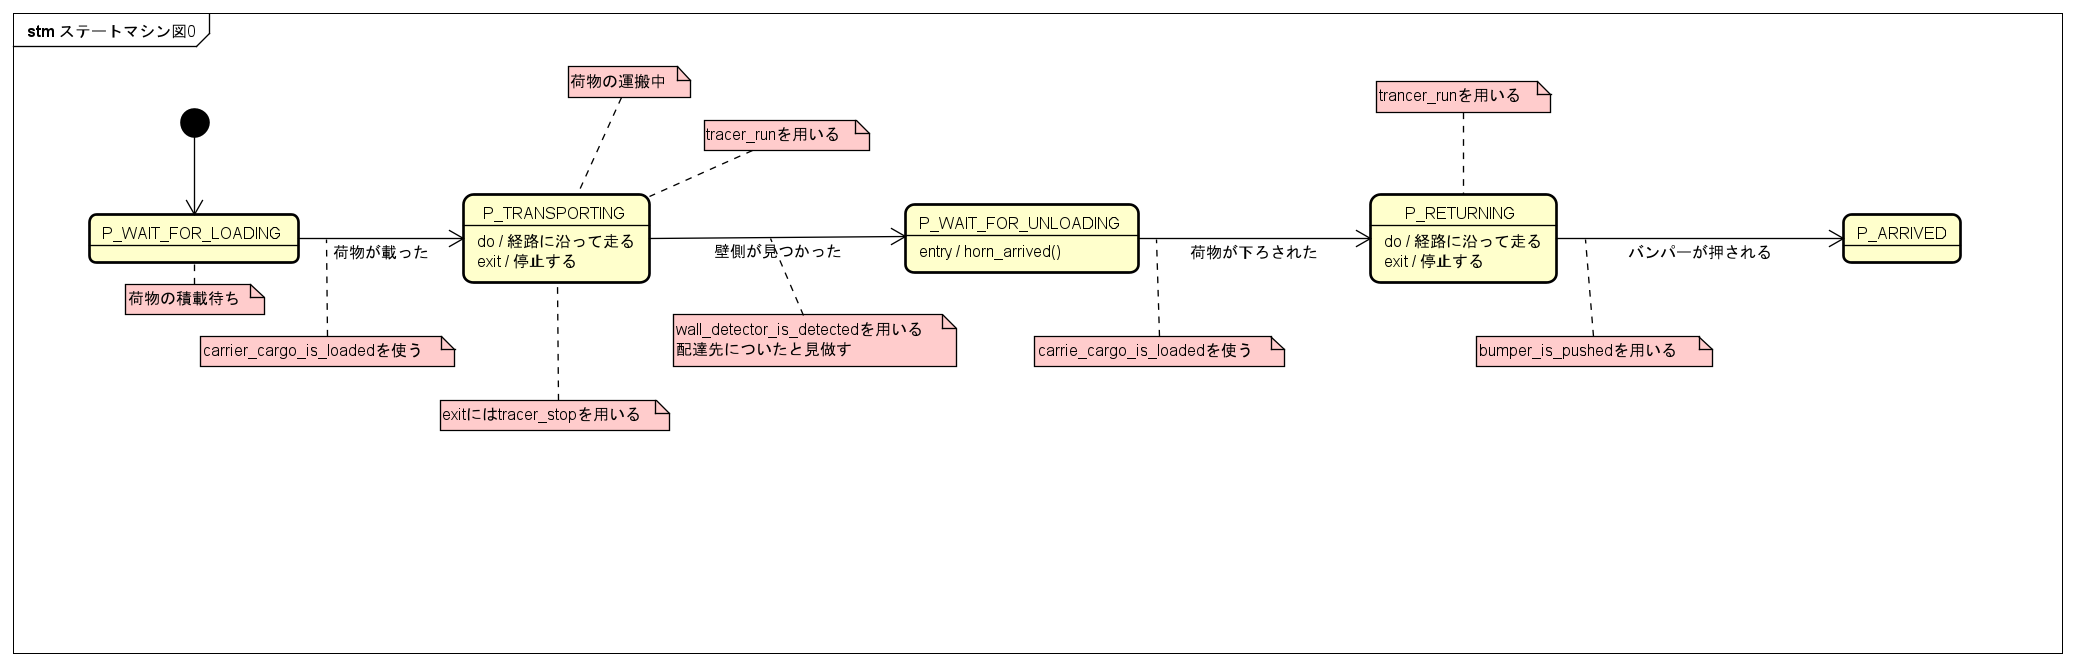 stm ステートマシン図0
荷物の運搬中
trancer_runを用いる
tracer_runを用いる
P_WAIT_FOR_LOADING
荷物が載った
P_TRANSPORTING
do / 経路に沿って走る
exit / 停止する
壁側が見つかった
P_WAIT_FOR_UNLOADING
entry / horn_arrived()
荷物が下ろされた
P_RETURNING
do / 経路に沿って走る
exit / 停止する
バンパーが押される
P_ARRIVED
荷物の積載待ち
carrier_cargo_is_loadedを使う
wall_detector_is_detectedを用いる
配達先についたと見做す
carrie_cargo_is_loadedを使う
bumper_is_pushedを用いる
exitにはtracer_stopを用いる